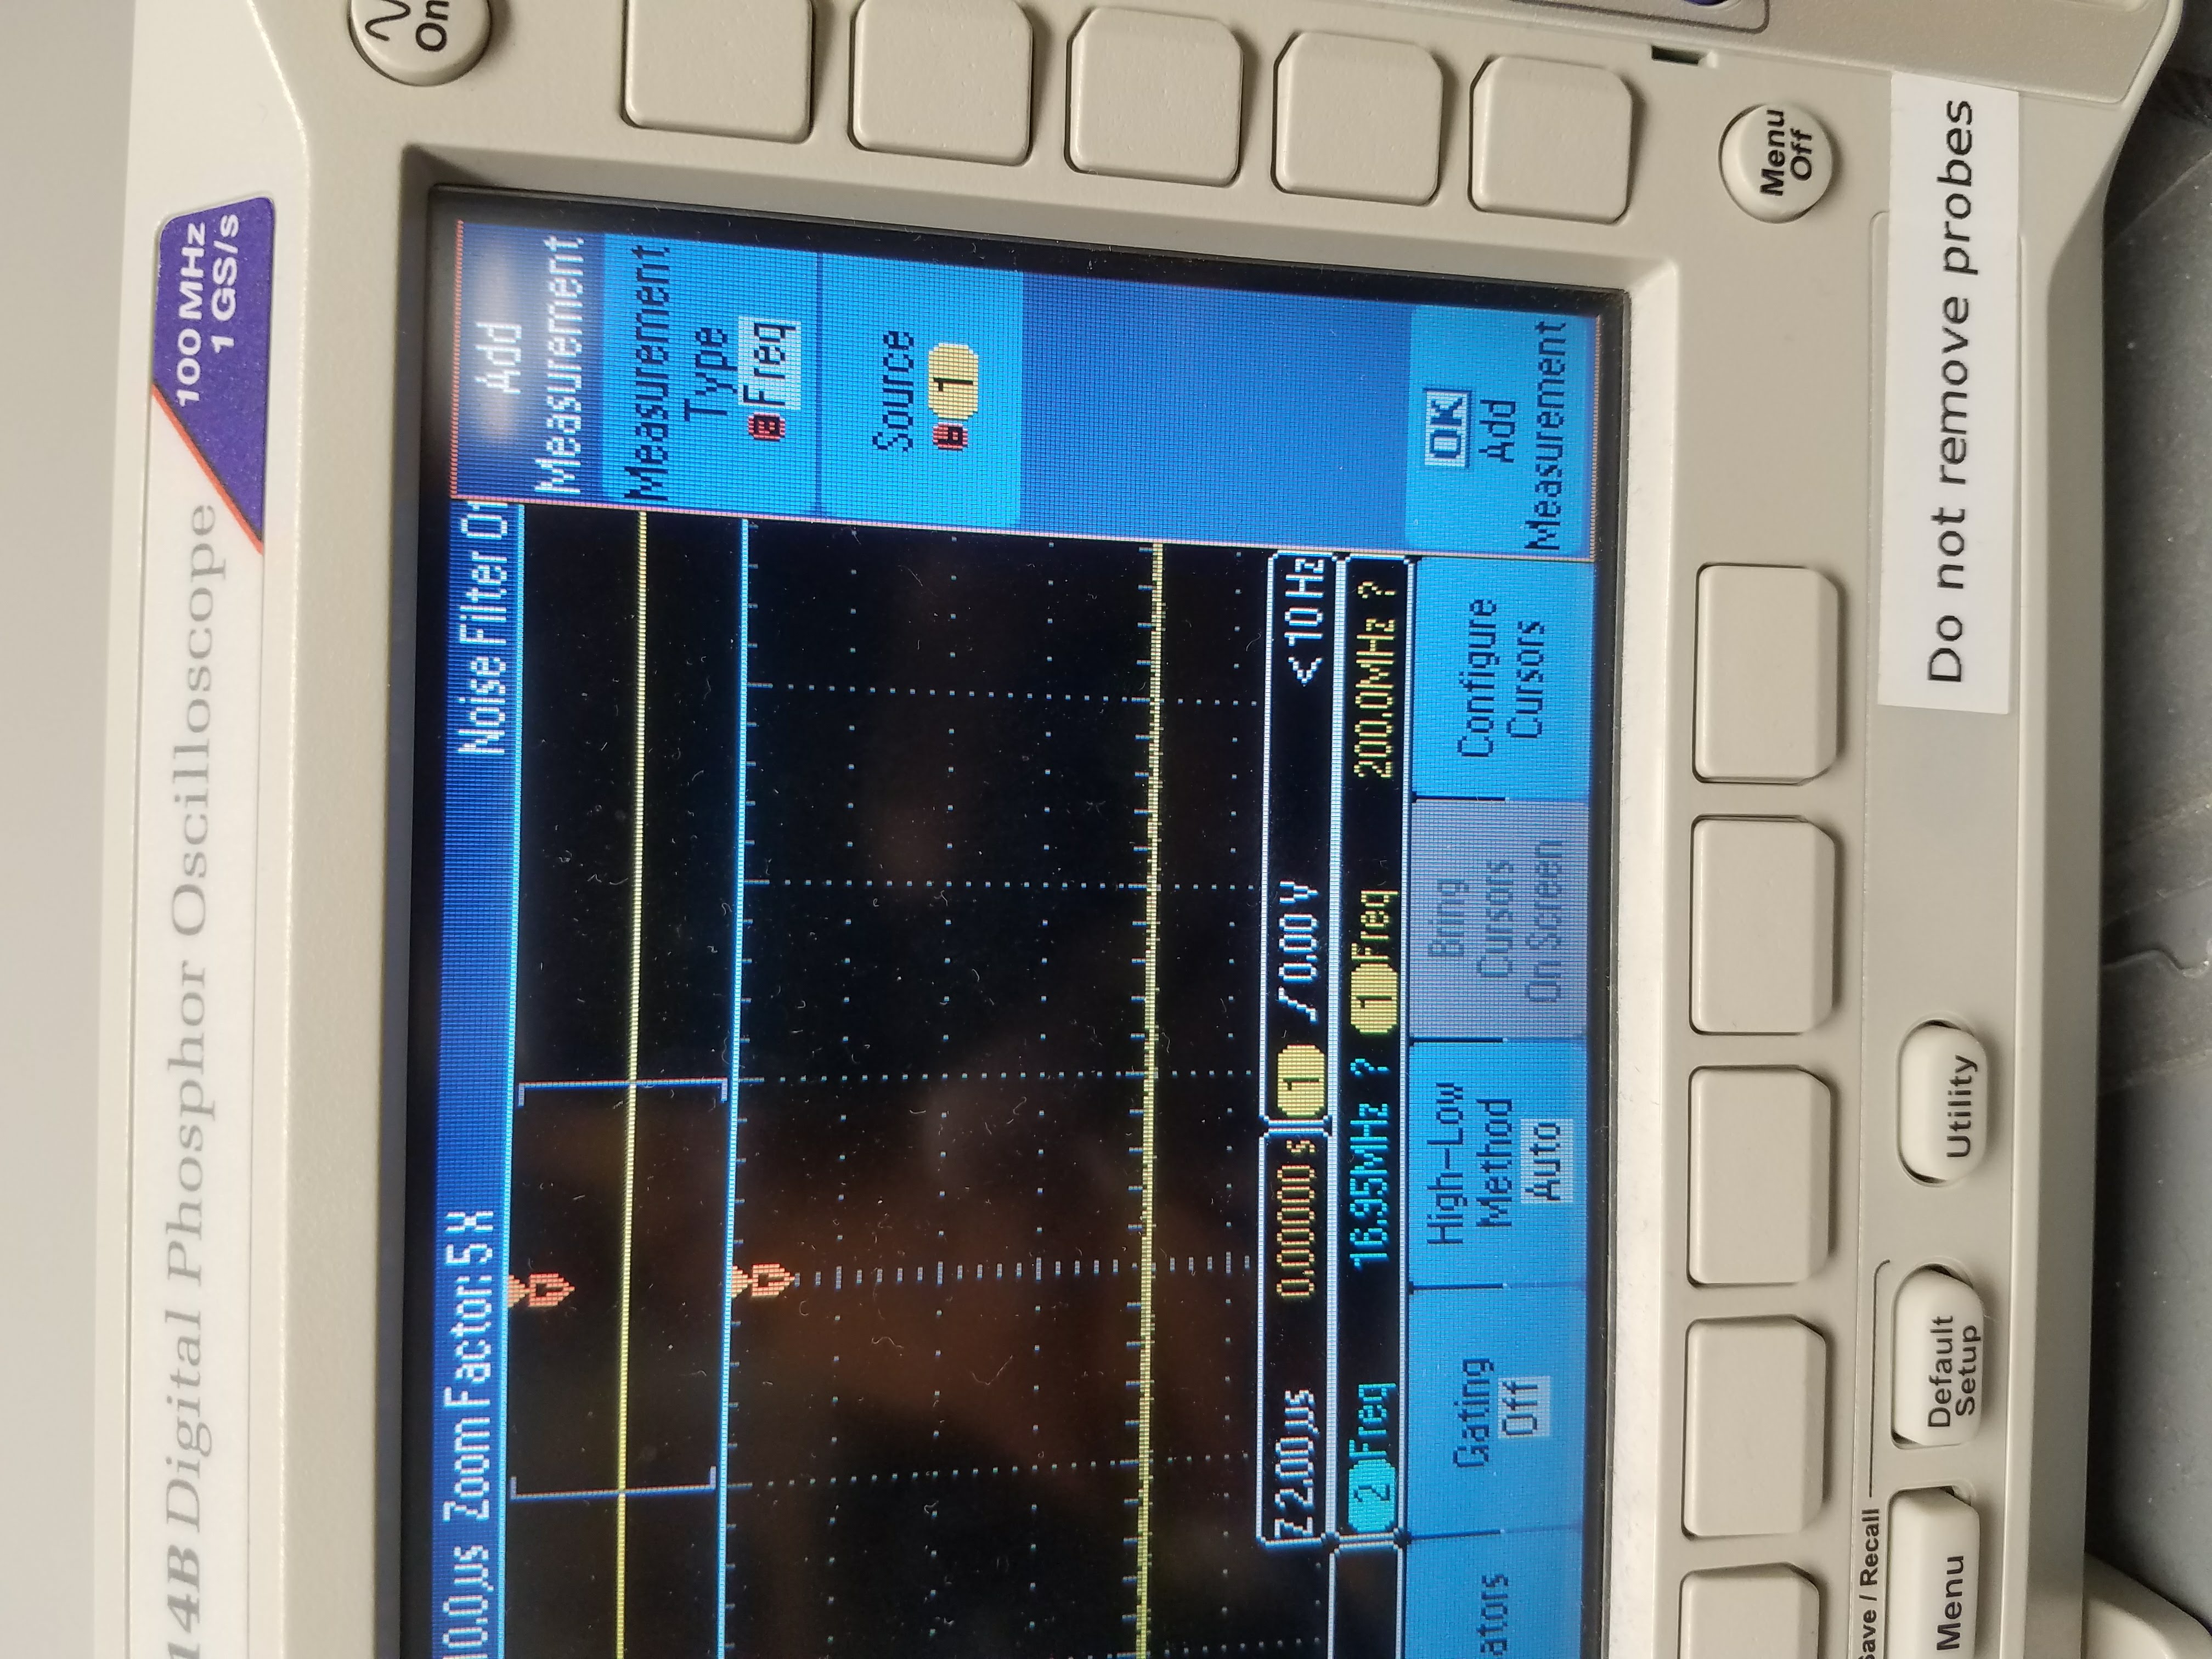 14B Digital Phosphor Oscilloscope
100 MHz
1 GS/s
On
10.0µs Zoom Factor: 5 X
Noise Filter Of
Add
Measurement
Measurement
Type
a Freq
Source
b 1
Z 2.00µs 0.00000 s
1 0.00 V < 10 Hz
2 Freq 16.95MHz ?
1 Freq 200.0MHz ?
ators
Gating
Off
High–Low
Method
Auto
Bring
Cursors
On Screen
Configure
Cursors
OK
Add
Measurement
Menu
Off
Save / Recall
Menu
Default
Setup
Utility
Do not remove probes